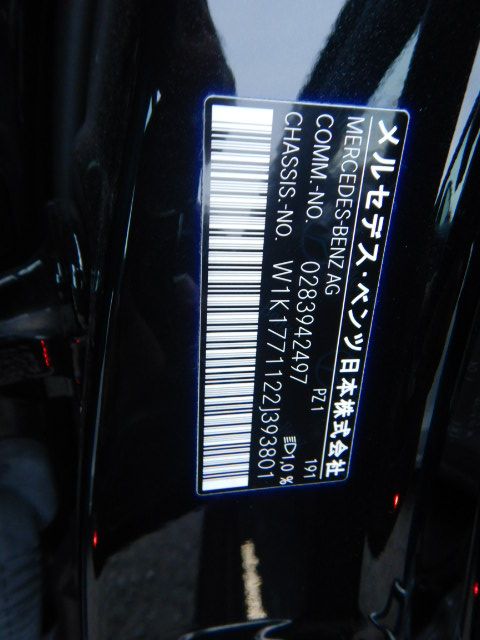 メルセデス・ベンツ日本株式会社
MERCEDES-BENZ AG
COMM.-NO. 0283942497 PZ1 191
CHASSIS.-NO. W1K1771122J393801 1.0%